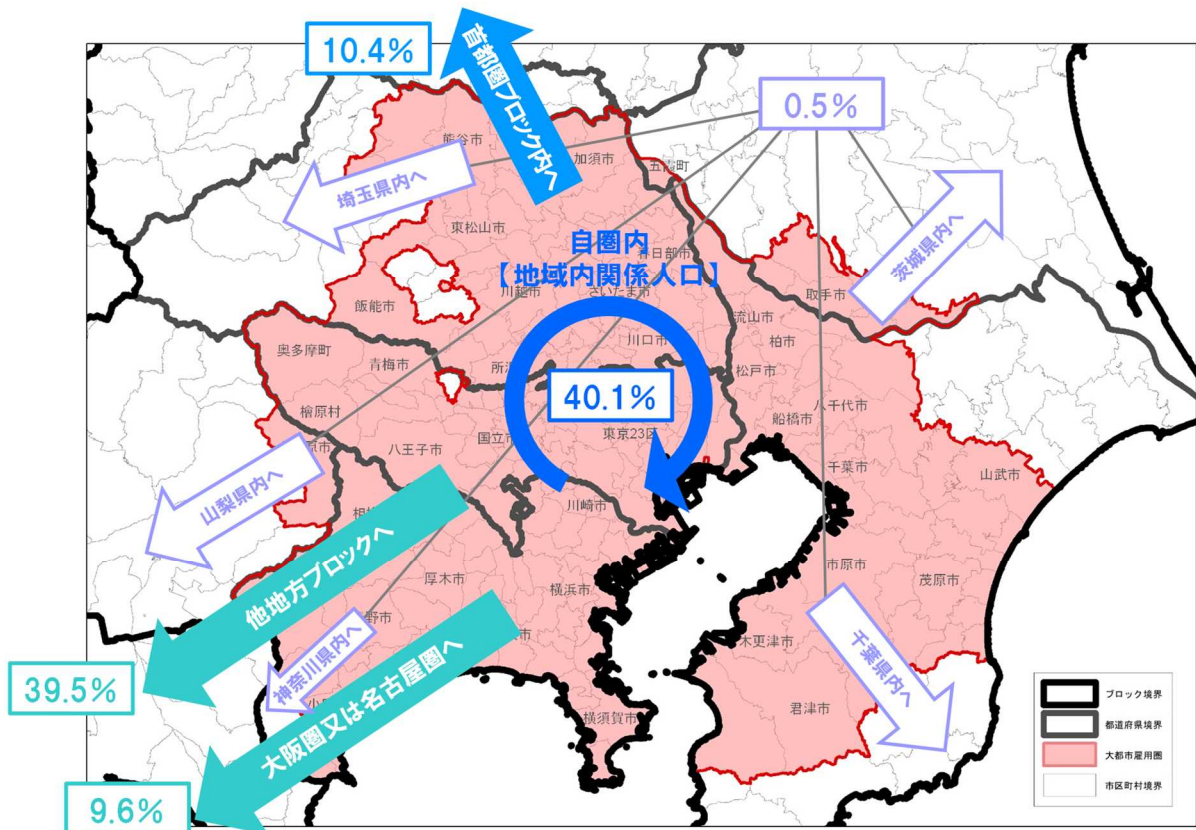 10.4%
首都圏ブロック内へ
0.5%
熊谷市
加須市
五霞町
埼玉県内へ
茨城県内へ
東松山市
自圏内
春日部市
【地域内関係人口】
川越市
さいたま市
取手市
飯能市
流山市
川口市
柏市
奥多摩町
青梅市
松戸市
40.1%
檜原村
八千代市
船橋市
国立市
東京23区
八王子市
千葉市
山武市
山梨県内へ
川崎市
他地方ブロックへ
市原市
厚木市
横浜市
茂原市
木更津市
神奈川県内へ
千葉県内へ
39.5%
大阪圏又は名古屋圏へ
君津市
横須賀市
9.6%
ブロック境界
都道府県境界
大都市雇用圏
市区町村境界